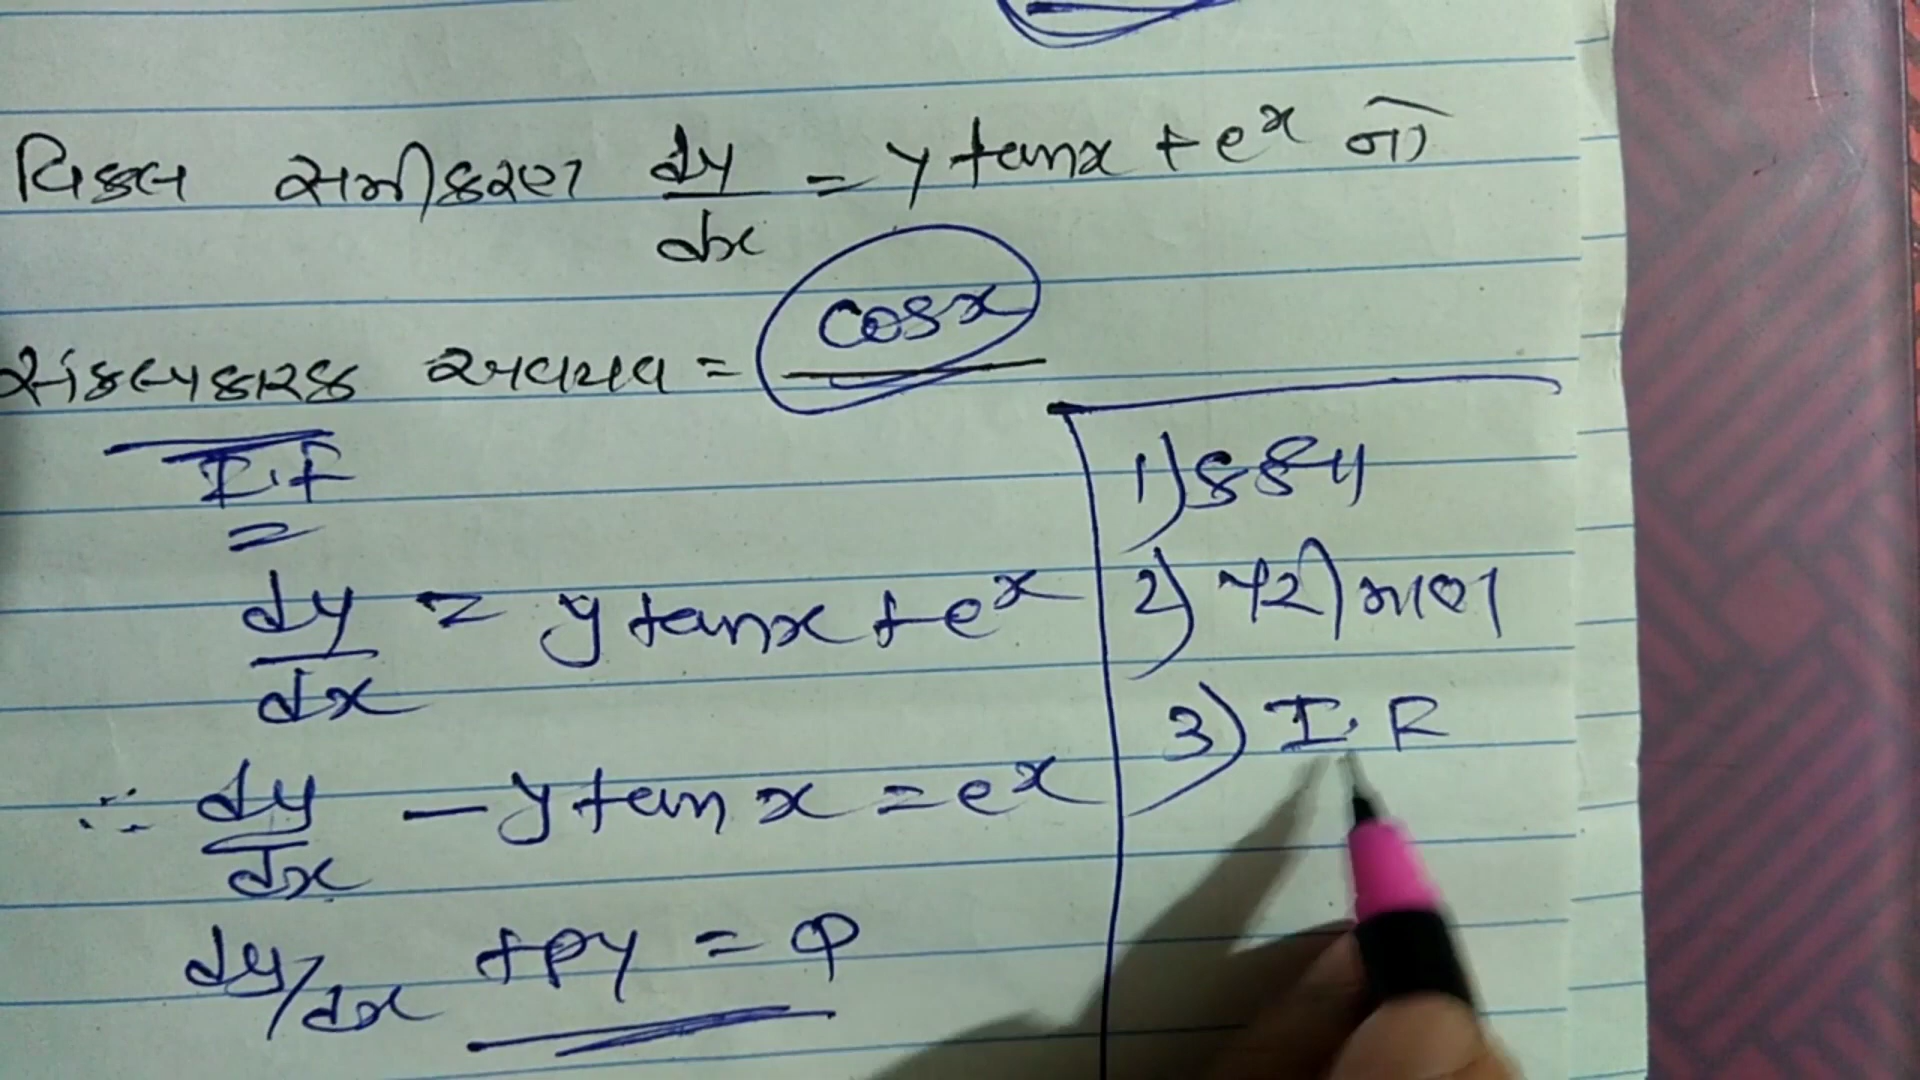 વિકલ સમીકરણ dy/dx = y tanx + e^x નો
સંકલ્યકારક અવયવ = cosx
I.F
=
dy/dx = y tanx + e^x
∴ dy/dx - y tan x = e^x
dy/dx + py = Q
1) કક્ષા
2) પરીમાણ
3) I.F